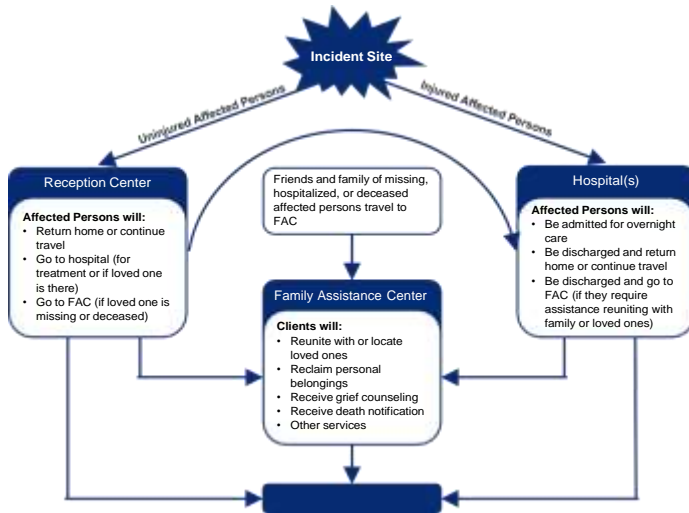 Incident Site
Uninjured Affected Persons
Injured Affected Persons
Reception Center
Affected Persons will:
• Return home or continue
travel
• Go to hospital (for
treatment or if loved one
is there)
• Go to FAC (if loved one is
missing or deceased)
Friends and family of missing,
hospitalized, or deceased
affected persons travel to
FAC
Hospital(s)
Affected Persons will:
• Be admitted for overnight
care
• Be discharged and return
home or continue travel
• Be discharged and go to
FAC (if they require
assistance reuniting with
family or loved ones)
Family Assistance Center
Clients will:
• Reunite with or locate
loved ones
• Reclaim personal
belongings
• Receive grief counseling
• Receive death notification
• Other services